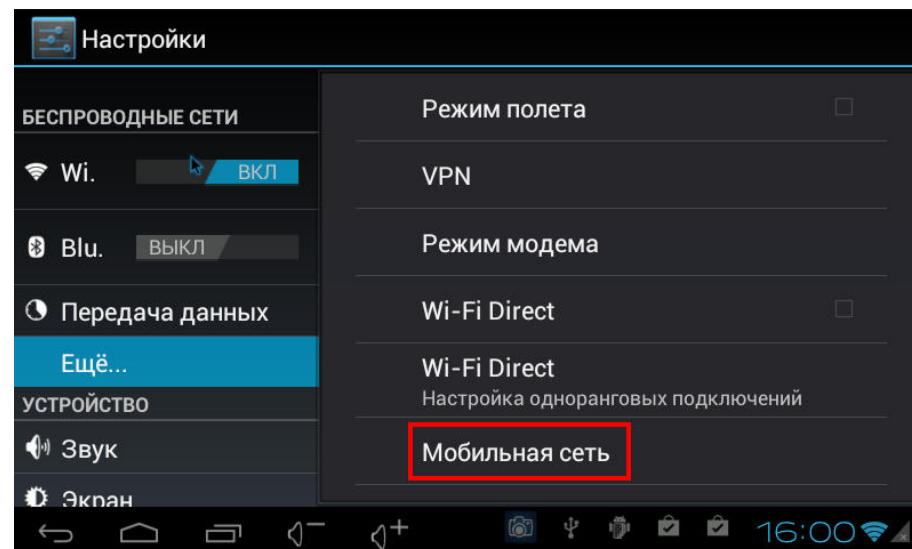 Настройки
БЕСПРОВОДНЫЕ СЕТИ
Wi.
ВКЛ
Blu.
ВЫКЛ
Передача данных
Ещё...
УСТРОЙСТВО
Звук
Экран
Режим полета
VPN
Режим модема
Wi-Fi Direct
Wi-Fi Direct
Настройка одноранговых подключений
Мобильная сеть
16:00